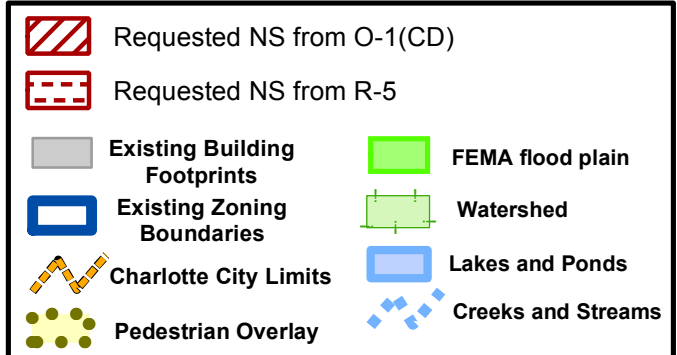 Requested NS from O-1(CD)
Requested NS from R-5
Existing Building
Footprints
Existing Zoning
Boundaries
Charlotte City Limits
Pedestrian Overlay
FEMA flood plain
Watershed
Lakes and Ponds
Creeks and Streams